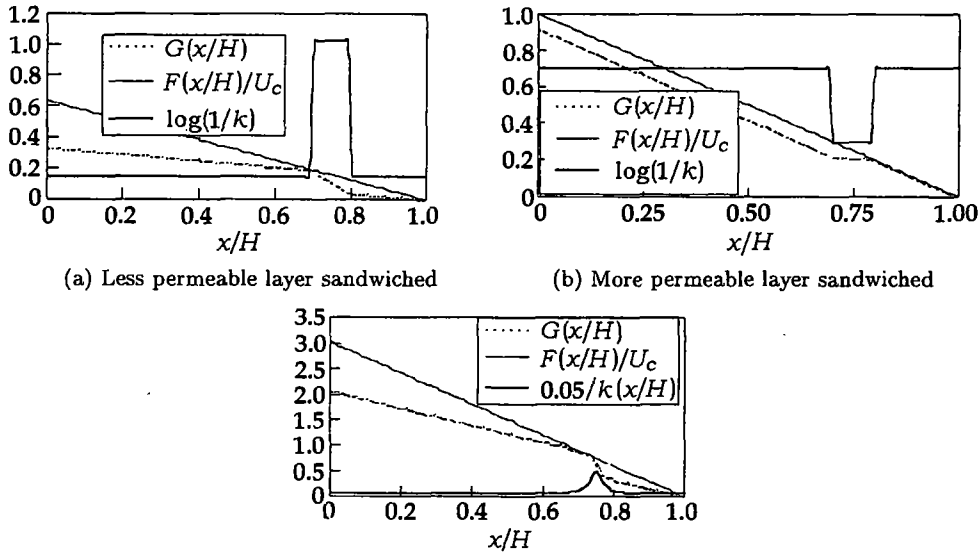 1.2
1.0
0.8
0.6
0.4
0.2
0
G(x/H)
F(x/H)/U_c
log(1/k)
0 0.2 0.4 0.6 0.8 1.0
x/H
(a) Less permeable layer sandwiched
1.0
0.8
0.6
0.4
0.2
0
G(x/H)
F(x/H)/U_c
log(1/k)
0 0.25 0.50 0.75 1.00
x/H
(b) More permeable layer sandwiched
3.5
3.0
2.5
2.0
1.5
1.0
0.5
0
G(x/H)
F(x/H)/U_c
0.05/k(x/H)
0 0.2 0.4 0.6 0.8 1.0
x/H